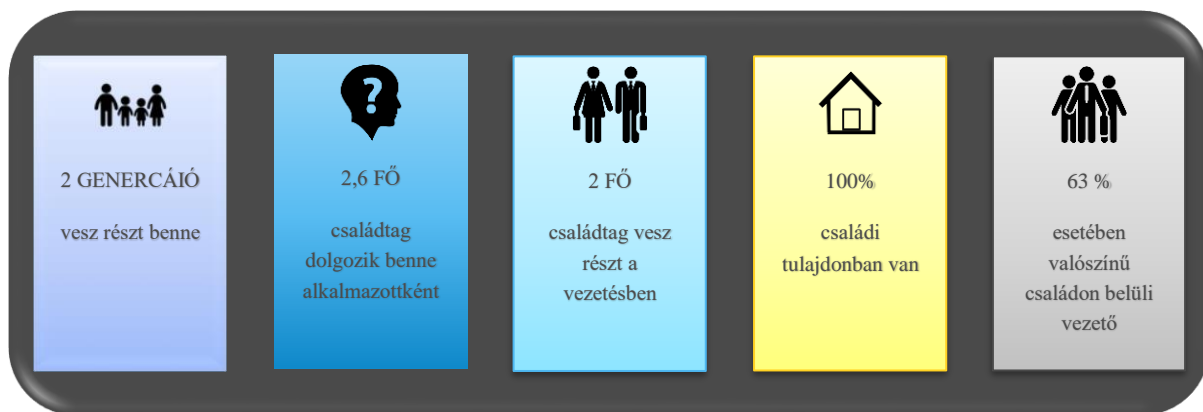 2 GENERCÁIÓ
vesz részt benne
?
2,6 FŐ
családtag
dolgozik benne
alkalmazottként
2 FŐ
családtag vesz
részt a
vezetésben
100%
családi
tulajdonban van
63 %
esetében
valószínű
családon belüli
vezető